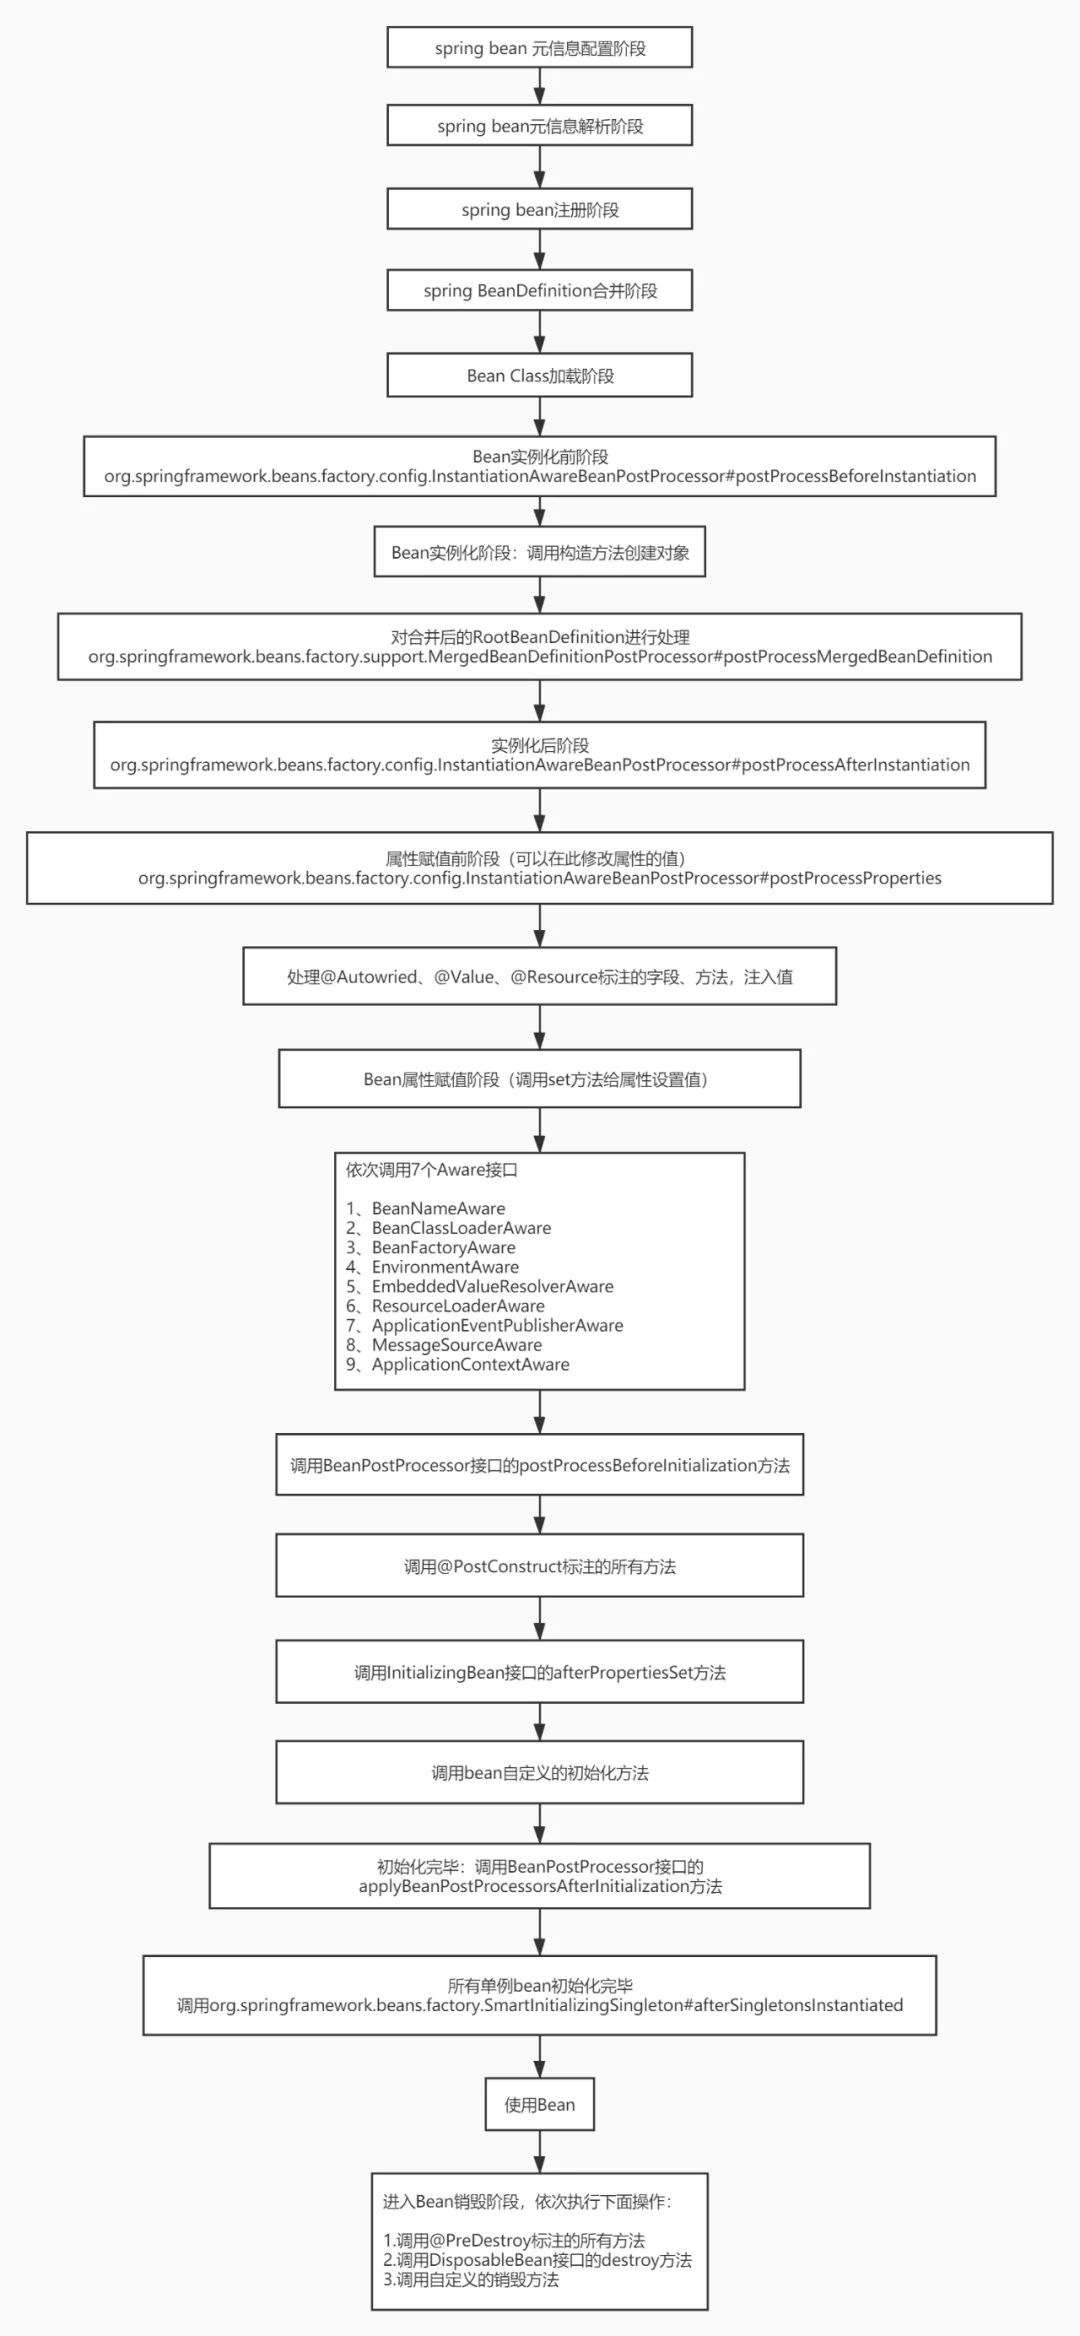 spring bean 元信息配置阶段
spring bean元信息解析阶段
spring bean注册阶段
spring BeanDefinition合并阶段
Bean Class加载阶段
Bean实例化前阶段
org.springframework.beans.factory.config.InstantiationAwareBeanPostProcessor#postProcessBeforeInstantiation
Bean实例化阶段：调用构造方法创建对象
对合并后的RootBeanDefinition进行处理
org.springframework.beans.factory.support.MergedBeanDefinitionPostProcessor#postProcessMergedBeanDefinition
实例化后阶段
org.springframework.beans.factory.config.InstantiationAwareBeanPostProcessor#postProcessAfterInstantiation
属性赋值前阶段（可以在此修改属性的值）
org.springframework.beans.factory.config.InstantiationAwareBeanPostProcessor#postProcessProperties
处理@Autowried、@Value、@Resource标注的字段、方法，注入值
Bean属性赋值阶段（调用set方法给属性设置值）
依次调用7个Aware接口
1、BeanNameAware
2、BeanClassLoaderAware
3、BeanFactoryAware
4、EnvironmentAware
5、EmbeddedValueResolverAware
6、ResourceLoaderAware
7、ApplicationEventPublisherAware
8、MessageSourceAware
9、ApplicationContextAware
调用BeanPostProcessor接口的postProcessBeforeInitialization方法
调用@PostConstruct标注的所有方法
调用InitializingBean接口的afterPropertiesSet方法
调用bean自定义的初始化方法
初始化完毕：调用BeanPostProcessor接口的
applyBeanPostProcessorsAfterInitialization方法
所有单例bean初始化完毕
调用org.springframework.beans.factory.SmartInitializingSingleton#afterSingletonsInstantiated
使用Bean
进入Bean销毁阶段，依次执行下面操作：
1.调用@PreDestroy标注的所有方法
2.调用DisposableBean接口的destroy方法
3.调用自定义的销毁方法